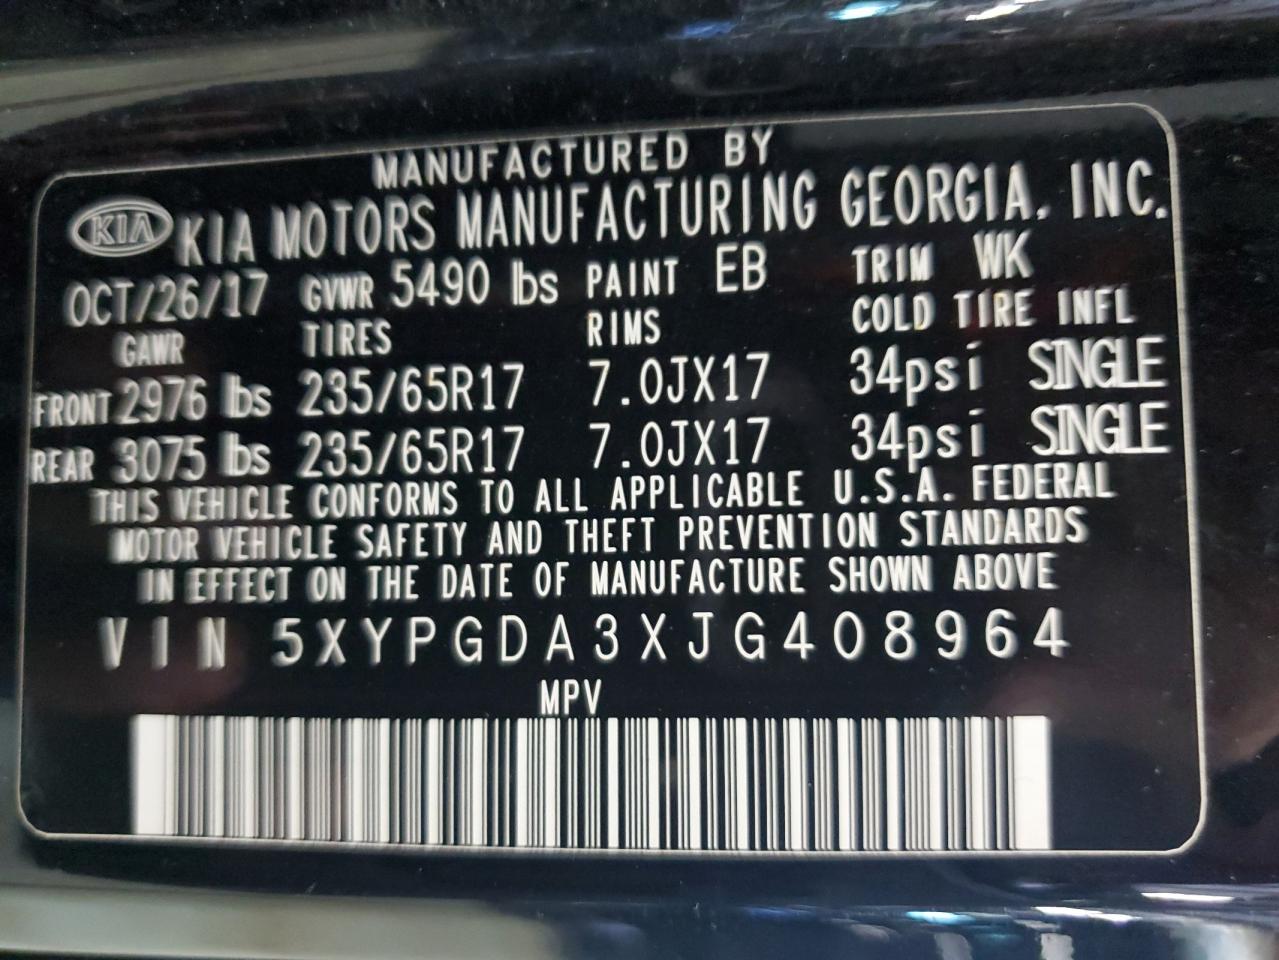 MANUFACTURED BY
KIA KIA MOTORS MANUFACTURING GEORGIA, INC.
OCT/26/17 GVWR 5490 lbs PAINT EB TRIM WK
GAWR TIRES RIMS COLD TIRE INFL
FRONT 2976 lbs 235/65R17 7.0JX17 34psi SINGLE
REAR 3075 lbs 235/65R17 7.0JX17 34psi SINGLE
THIS VEHICLE CONFORMS TO ALL APPLICABLE U.S.A. FEDERAL
MOTOR VEHICLE SAFETY AND THEFT PREVENTION STANDARDS
IN EFFECT ON THE DATE OF MANUFACTURE SHOWN ABOVE
VIN 5XYPGDA3XJG408964
MPV